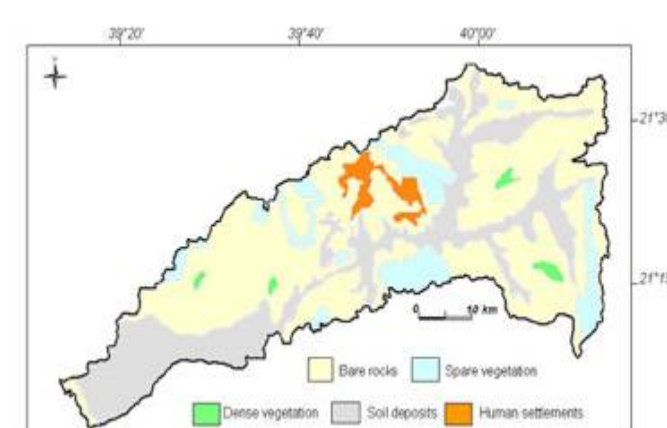 39°20' 39°40' 40°00'
21°30
21°15
0 10 km
Bare rocks Spare vegetation
Dense vegetation Soil deposits Human settlements